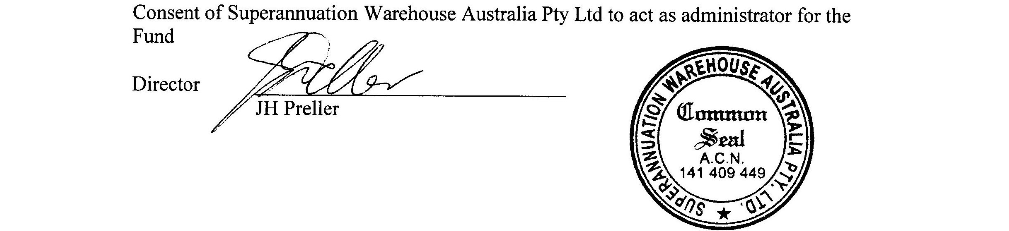 Consent of Superannuation Warehouse Australia Pty Ltd to act as administrator for the
Fund
Director
Preller
JH Preller
SUPERANNUATION WAREHOUSE AUSTRALIA PTY. LTD.
Common
Seal
A.C.N.
141 409 449